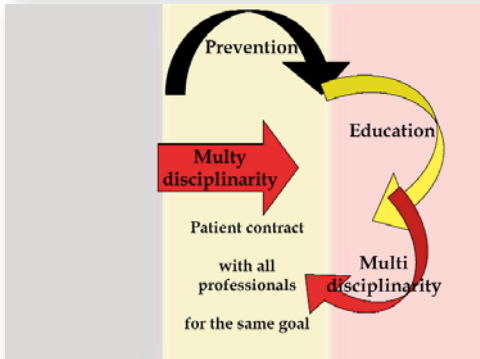 Prevention
Education
Multy
disciplinarity
Patient contract
with all
professionals
for the same goal
Multi
disciplinarity